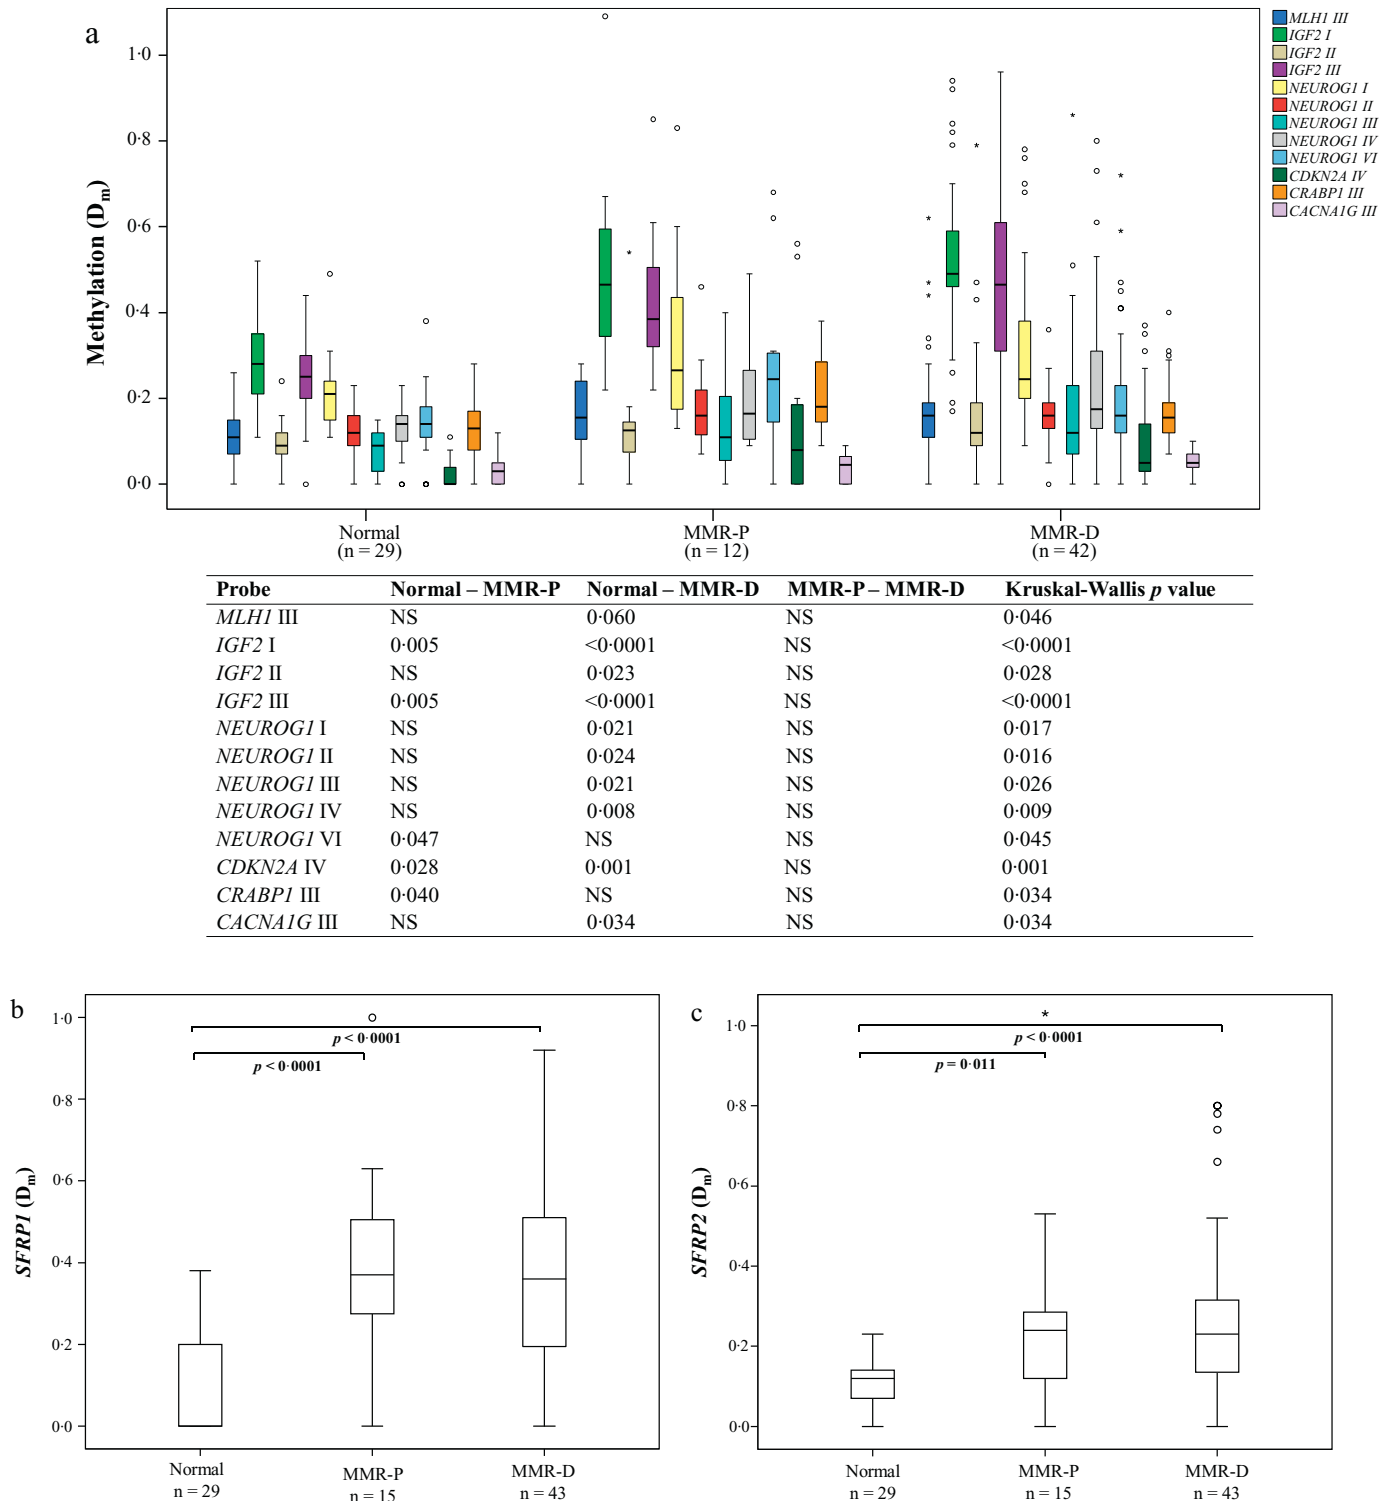 a
1·0
0·8
0·6
0·4
0·2
0·0
Methylation (Dm)
Normal
(n = 29)
MMR-P
(n = 12)
MMR-D
(n = 42)
MLH1 III
IGF2 I
IGF2 II
IGF2 III
NEUROG1 I
NEUROG1 II
NEUROG1 III
NEUROG1 IV
NEUROG1 VI
CDKN2A IV
CRABP1 III
CACNA1G III
Probe Normal – MMR-P Normal – MMR-D MMR-P – MMR-D Kruskal-Wallis p value
MLH1 III NS 0·060 NS 0·046
IGF2 I 0·005 <0·0001 NS <0·0001
IGF2 II NS 0·023 NS 0·028
IGF2 III 0·005 <0·0001 NS <0·0001
NEUROG1 I NS 0·021 NS 0·017
NEUROG1 II NS 0·024 NS 0·016
NEUROG1 III NS 0·021 NS 0·026
NEUROG1 IV NS 0·008 NS 0·009
NEUROG1 VI 0·047 NS NS 0·045
CDKN2A IV 0·028 0·001 NS 0·001
CRABP1 III 0·040 NS NS 0·034
CACNA1G III NS 0·034 NS 0·034
b
1·0
0·8
0·6
0·4
0·2
0·0
SFRP1 (Dm)
p < 0·0001
p < 0·0001
Normal
n = 29
MMR-P
n = 15
MMR-D
n = 43
c
1·0
0·8
0·6
0·4
0·2
0·0
SFRP2 (Dm)
*
p < 0·0001
p = 0·011
Normal
n = 29
MMR-P
n = 15
MMR-D
n = 43